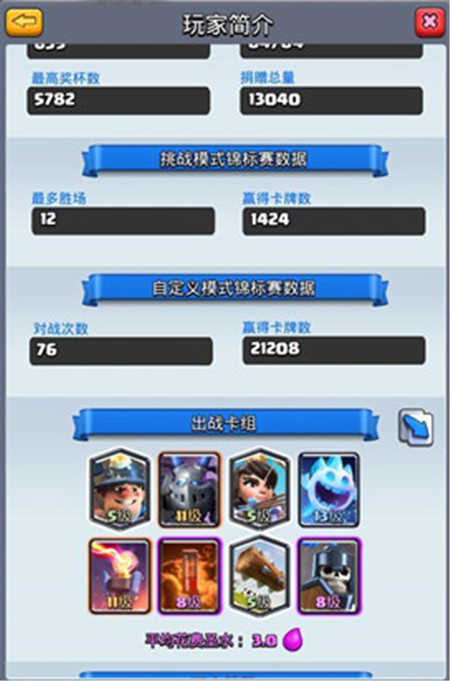 玩家简介
最高奖杯数 捐赠总量
5782 13040
挑战模式锦标赛数据
最多胜场 赢得卡牌数
12 1424
自定义模式锦标赛数据
对战次数 赢得卡牌数
76 21208
出战卡组
5级 11级 5级 13级
11级 8级 5级 8级
平均花费圣水：3.0